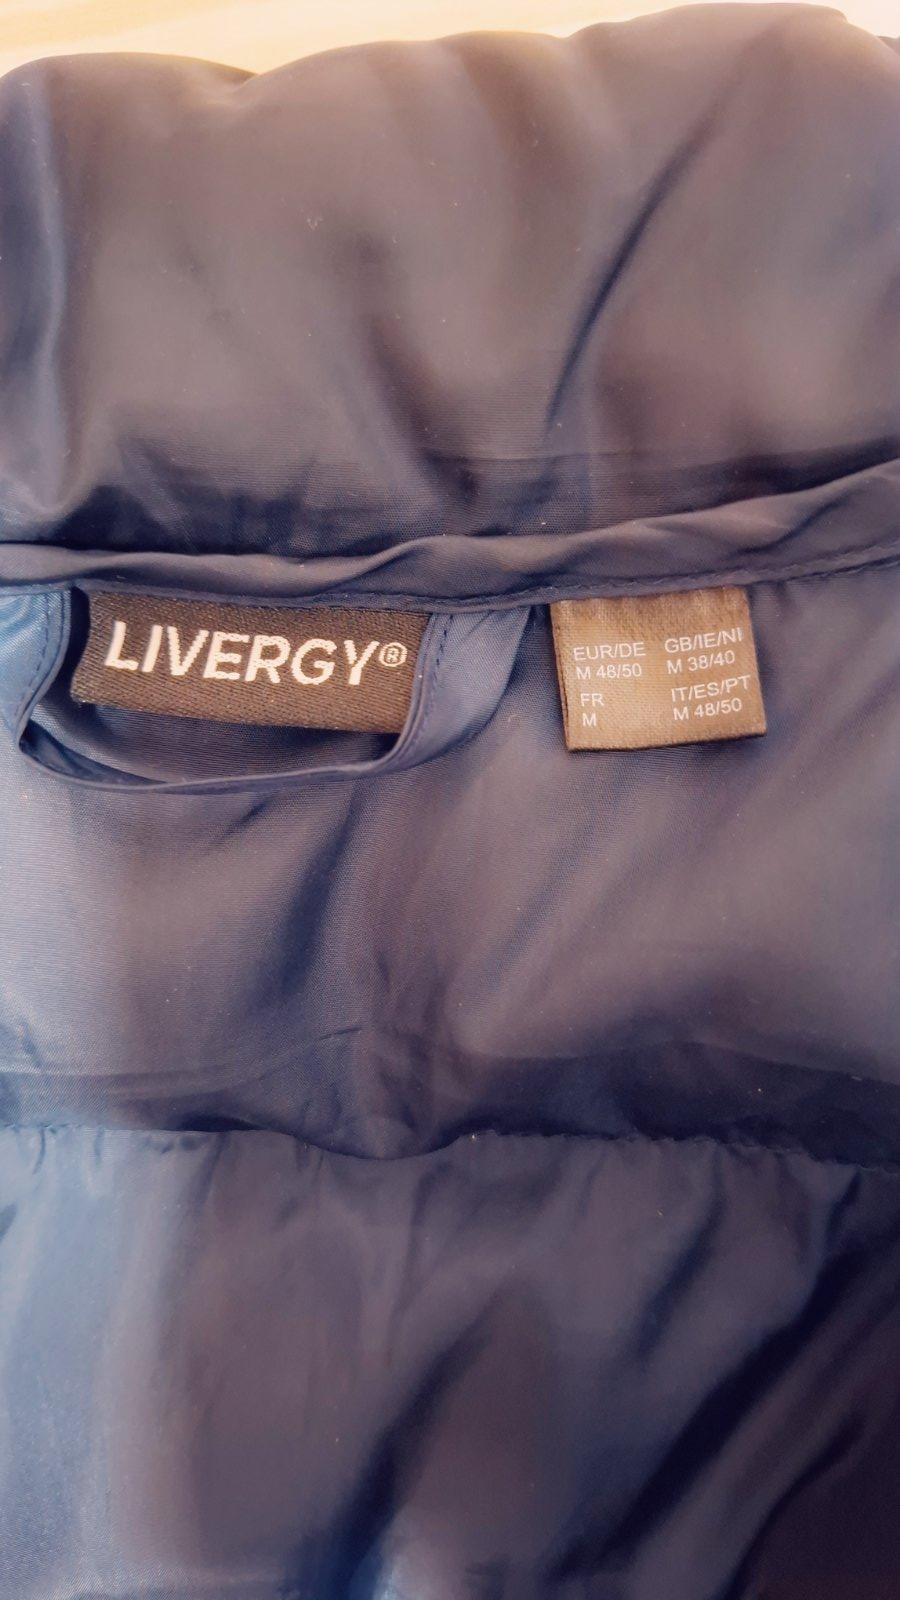 LIVERGY®
EUR/DE GB/IE/NI
M 48/50 M 38/40
FR IT/ES/PT
M M 48/50